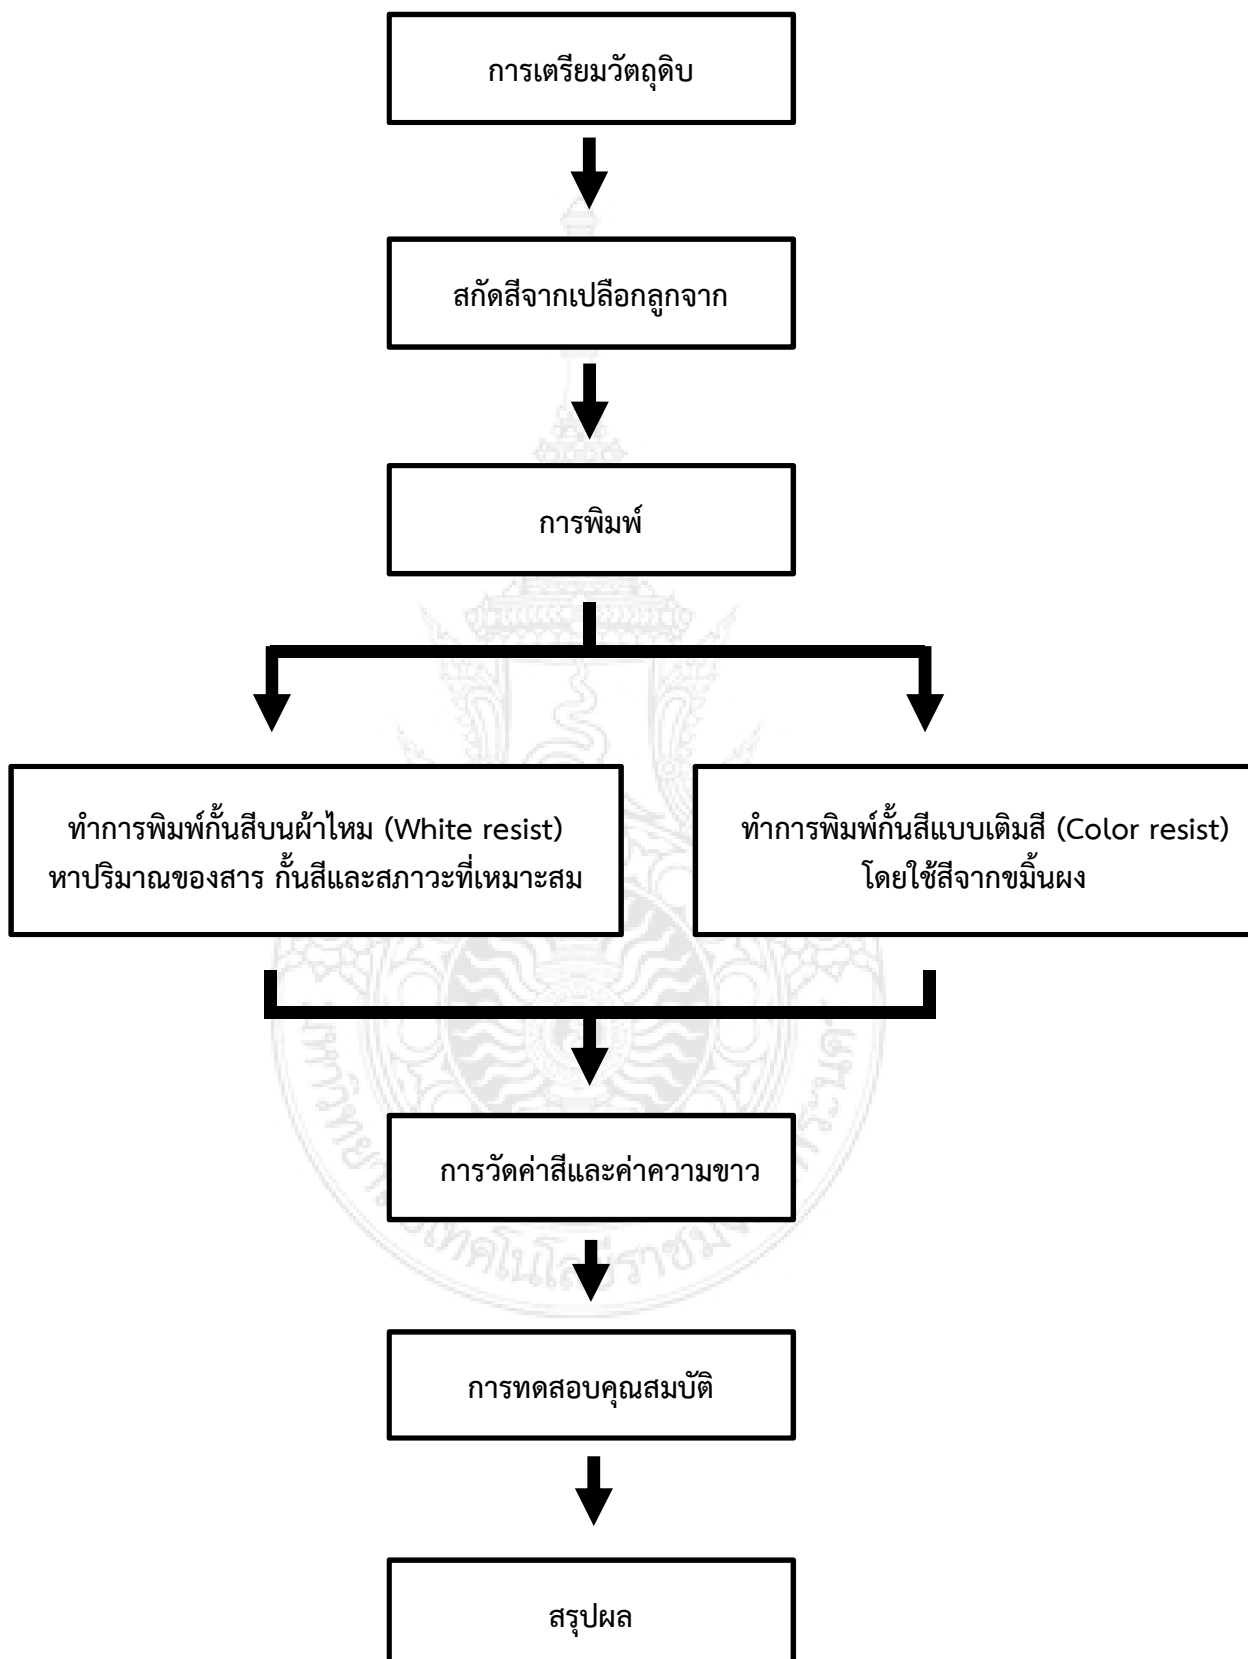 การเตรียมวัตถุดิบ
สกัดสีจากเปลือกลูกจาก
การพิมพ์
ทำการพิมพ์กั้นสีบนผ้าไหม (White resist)
หาปริมาณของสาร กั้นสีและสภาวะที่เหมาะสม
ทำการพิมพ์กั้นสีแบบเติมสี (Color resist)
โดยใช้สีจากขมิ้นผง
การวัดค่าสีและค่าความขาว
การทดสอบคุณสมบัติ
สรุปผล